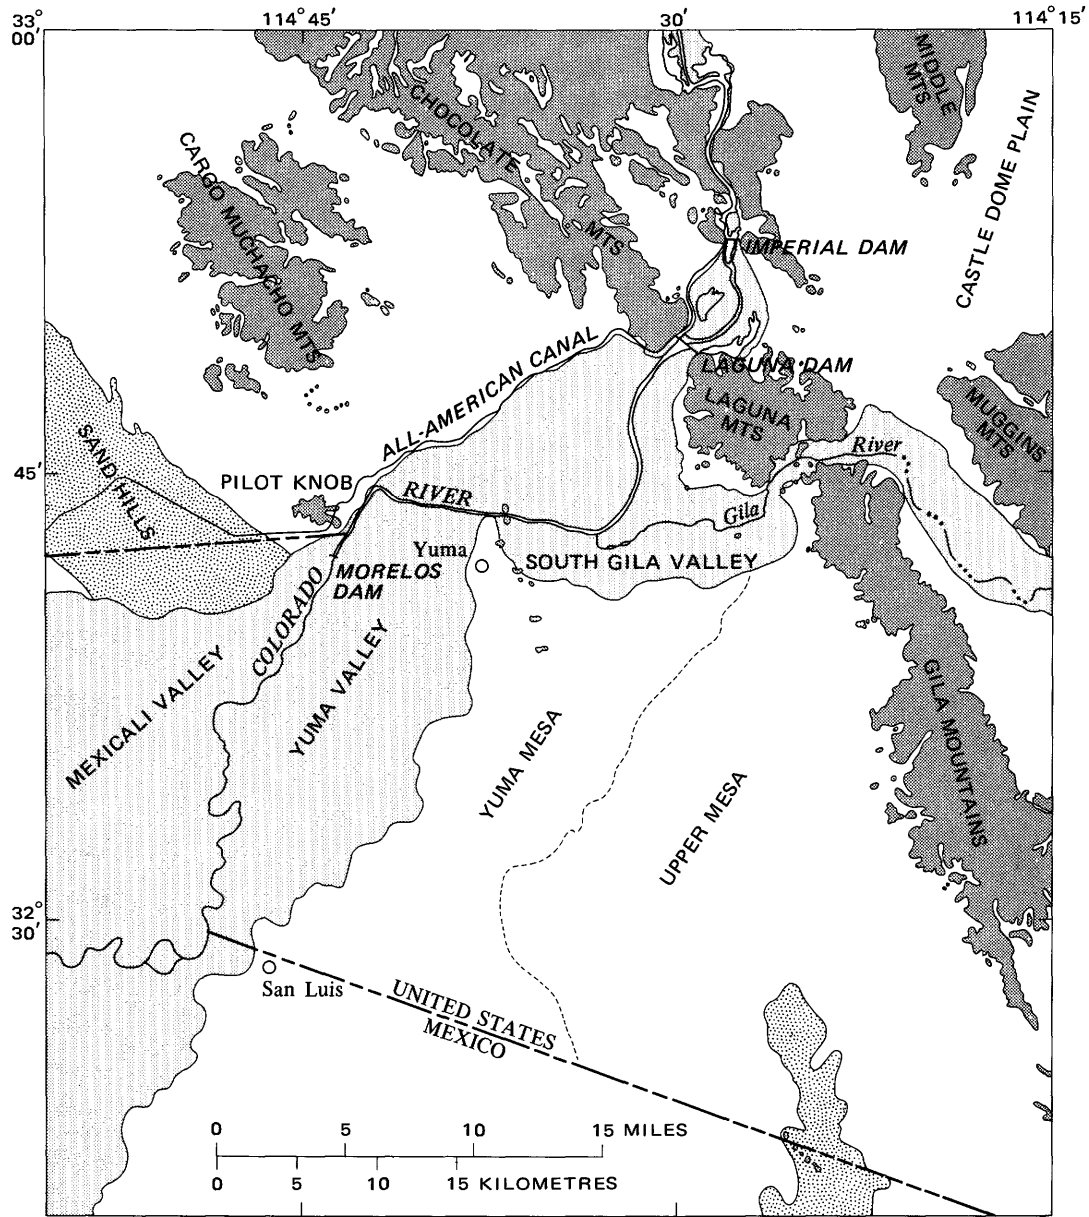 33°
00′
114° 45′
30′
114° 15′
MIDDLE
MTS
CHOCOLATE
MTS
CARGO MUCHACHO MTS
CASTLE DOME PLAIN
IMPERIAL DAM
ALL-AMERICAN CANAL
LAGUNA DAM
LAGUNA
MTS
MUGGINS
MTS
SAND HILLS
45′
PILOT KNOB
RIVER
River
Gila
Yuma
SOUTH GILA VALLEY
MORELOS
DAM
COLORADO
MEXICALI VALLEY
YUMA VALLEY
YUMA MESA
UPPER MESA
GILA MOUNTAINS
32°
30′
San Luis
UNITED STATES
MEXICO
0 5 10 15 MILES
0 5 10 15 KILOMETRES